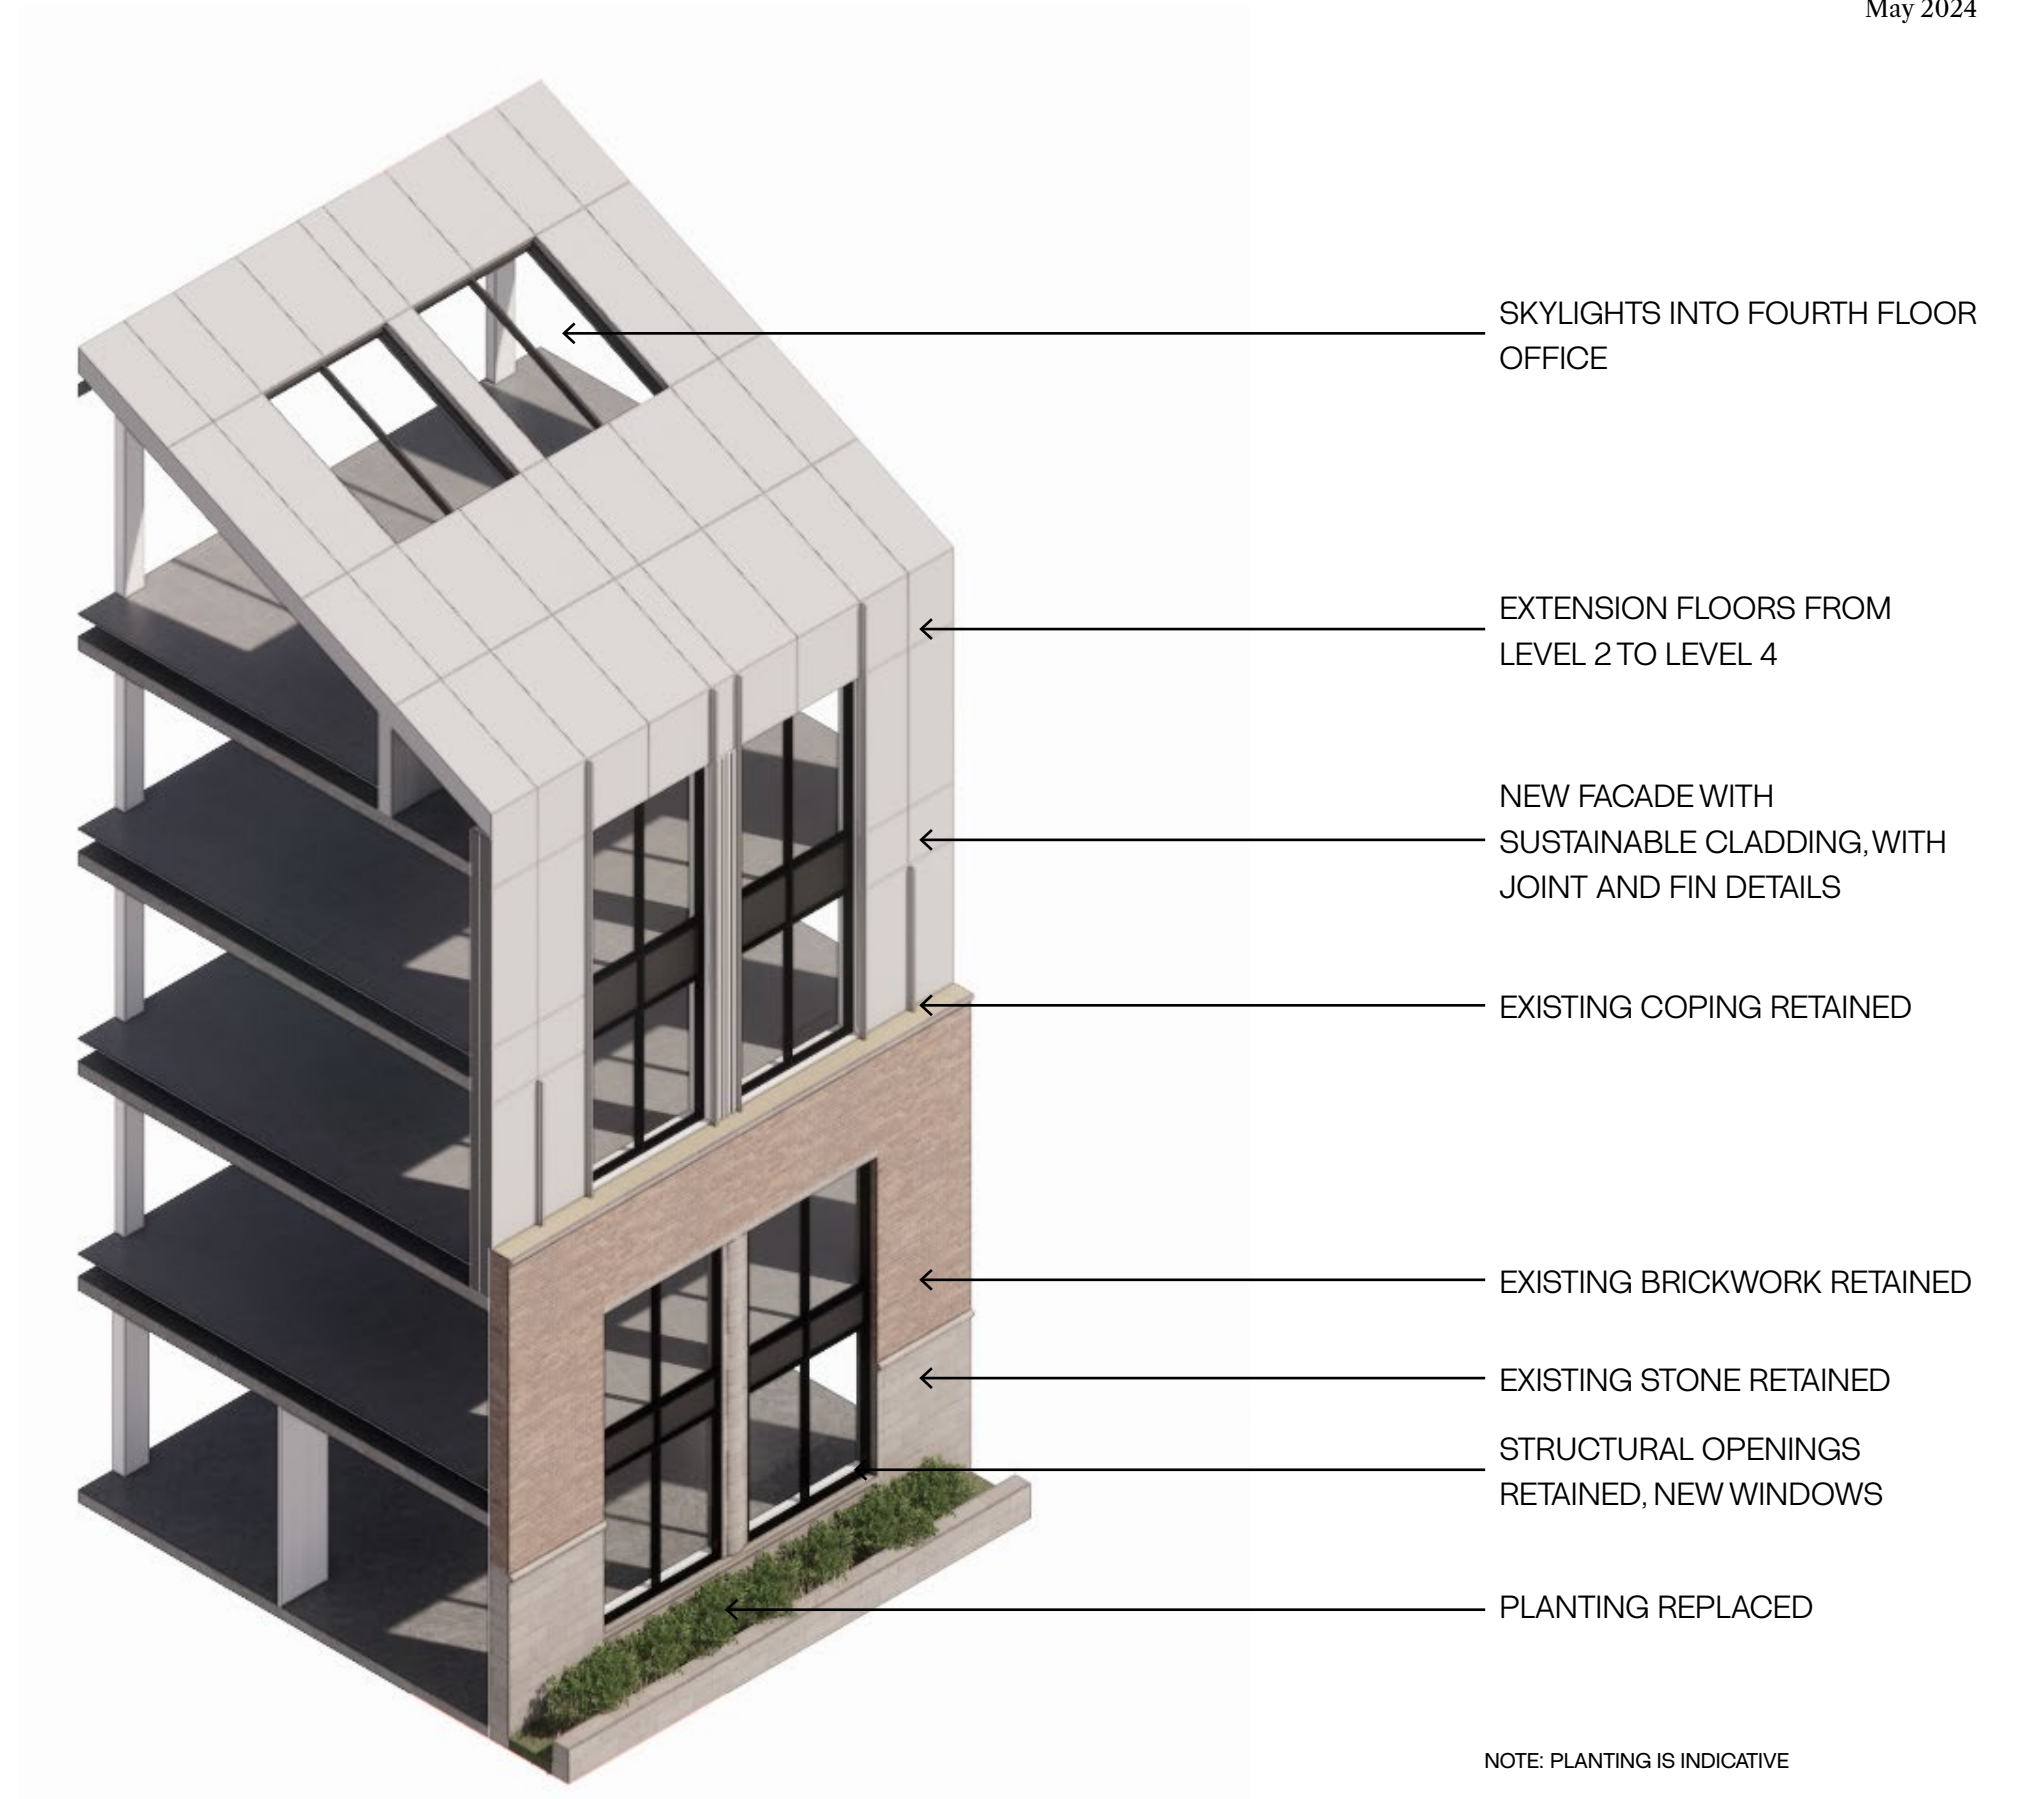 May 2024
SKYLIGHTS INTO FOURTH FLOOR
OFFICE
EXTENSION FLOORS FROM
LEVEL 2 TO LEVEL 4
NEW FACADE WITH
SUSTAINABLE CLADDING, WITH
JOINT AND FIN DETAILS
EXISTING COPING RETAINED
EXISTING BRICKWORK RETAINED
EXISTING STONE RETAINED
STRUCTURAL OPENINGS
RETAINED, NEW WINDOWS
PLANTING REPLACED
NOTE: PLANTING IS INDICATIVE